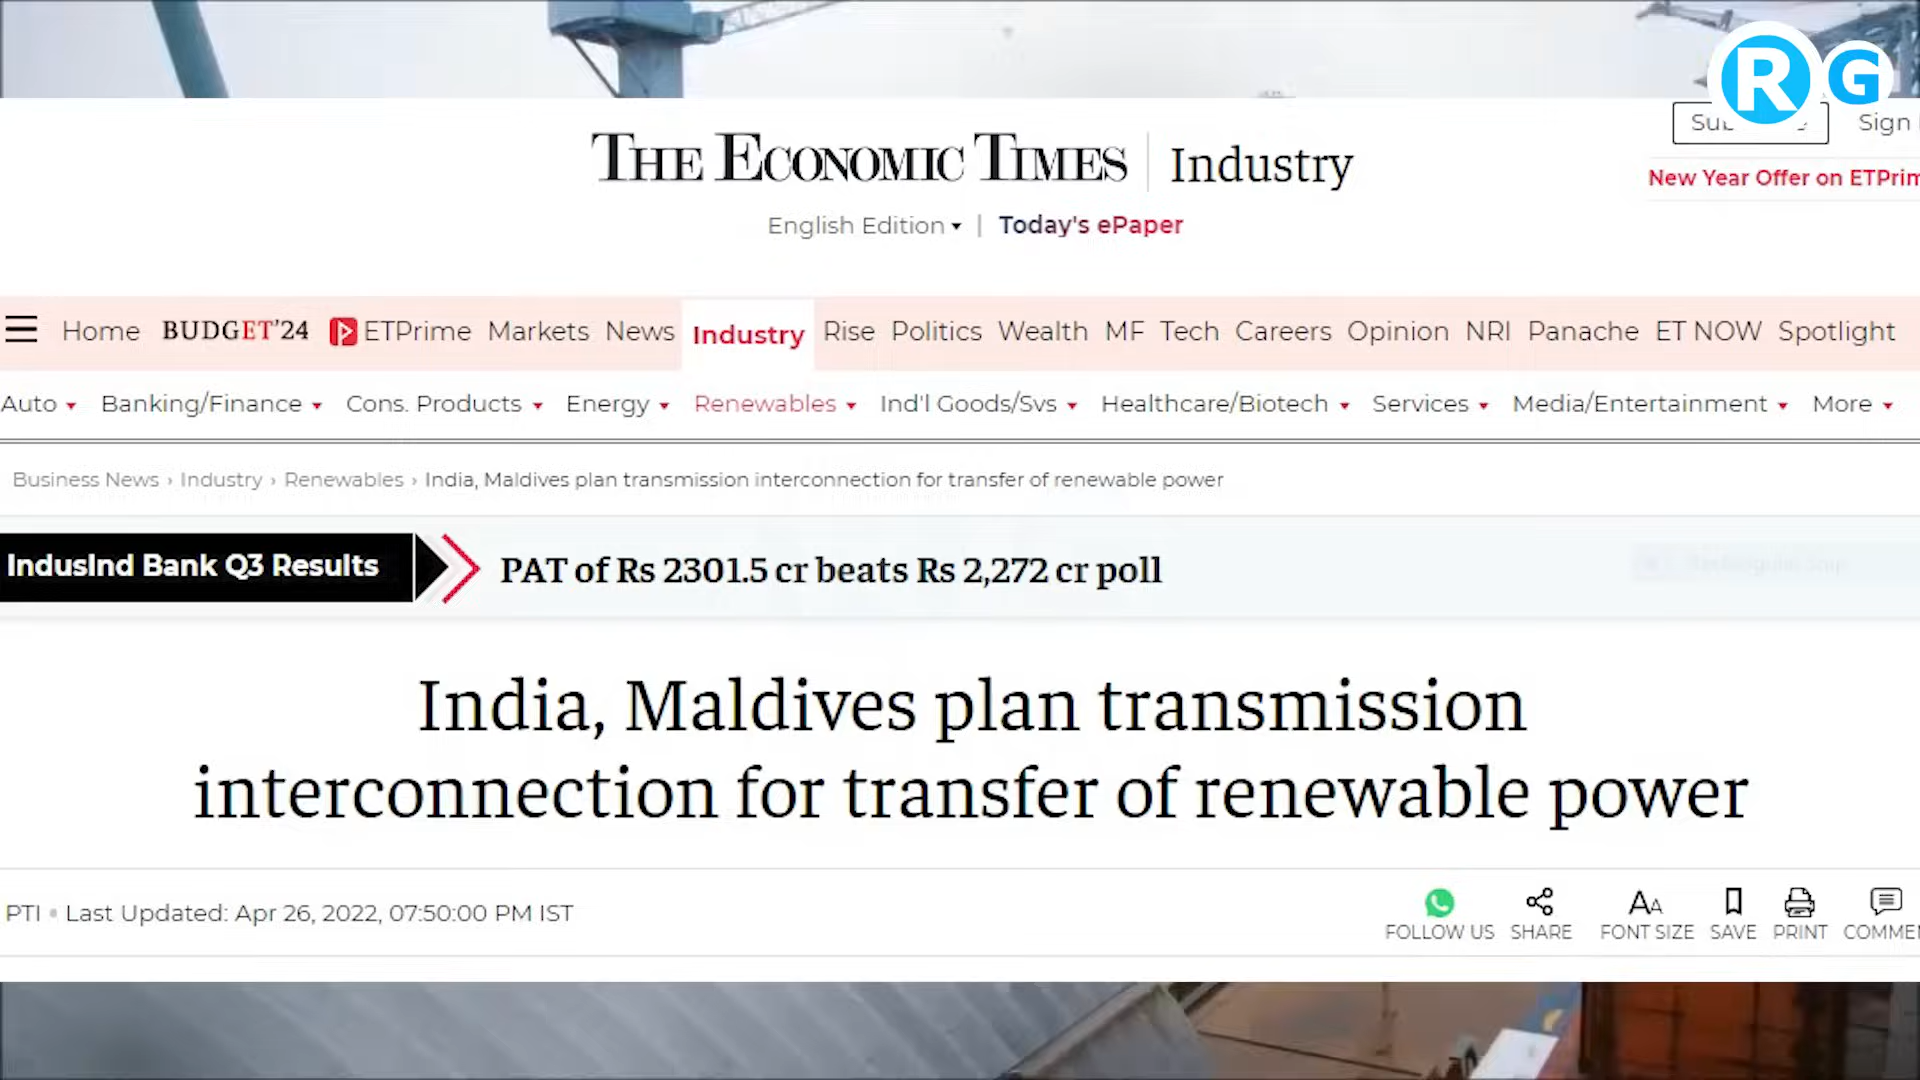 RG
THE ECONOMIC TIMES | Industry
Sign
English Edition | Today's ePaper
New Year Offer on ETPrim
Home BUDGET'24 ETPrime Markets News Industry Rise Politics Wealth MF Tech Careers Opinion NRI Panache ET NOW Spotlight
Auto Banking/Finance Cons. Products Energy Renewables Ind'l Goods/Svs Healthcare/Biotech Services Media/Entertainment More
Business News › Industry › Renewables › India, Maldives plan transmission interconnection for transfer of renewable power
IndusInd Bank Q3 Results PAT of Rs 2301.5 cr beats Rs 2,272 cr poll
India, Maldives plan transmission
interconnection for transfer of renewable power
PTI • Last Updated: Apr 26, 2022, 07:50:00 PM IST
FOLLOW US SHARE FONT SIZE SAVE PRINT COMMEN